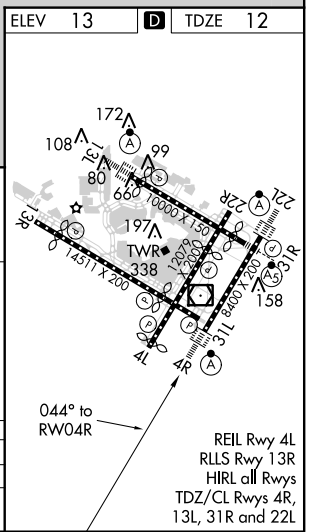 ELEV 13 D TDZE 12
172
A
108
99
13L
80
66
P
22R
22L
A
13R
P
197
10000 X 150
TWR
338
12079 X 200
P
31R
A5
158
14511 X 200
P
8400 X 200
P
31L
4L
4R
A
044° to
RW04R
REIL Rwy 4L
RLLS Rwy 13R
HIRL all Rwys
TDZ/CL Rwys 4R,
13L, 31R and 22L